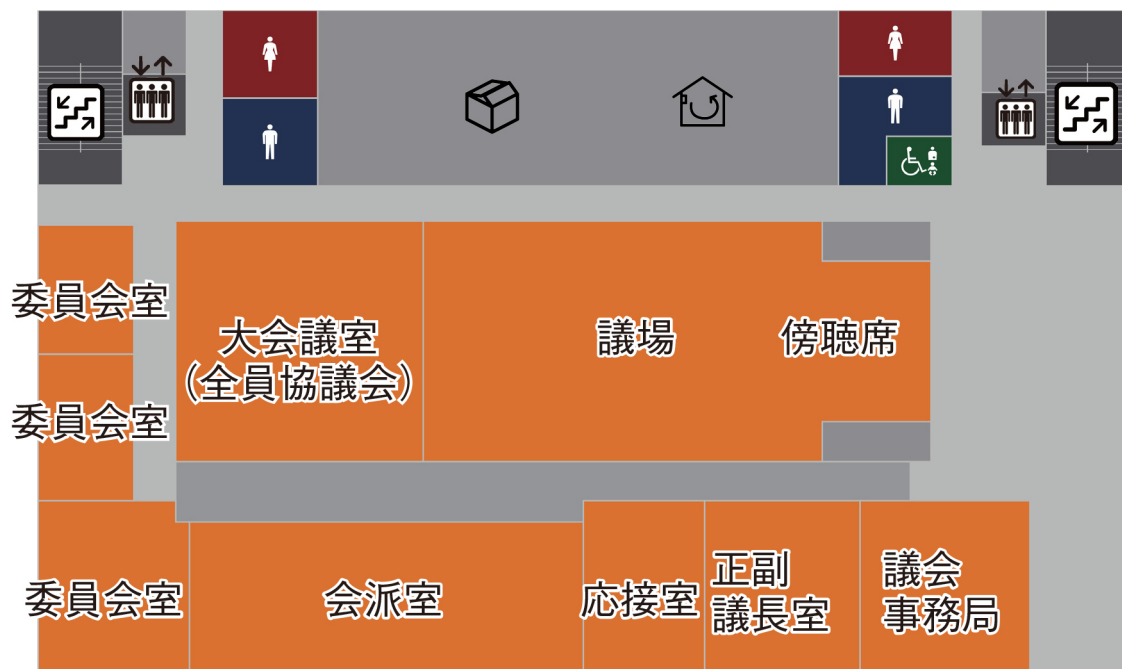 委員会室
大会議室
（全員協議会）
議場
傍聴席
委員会室
委員会室
会派室
応接室
正副
議長室
議会
事務局